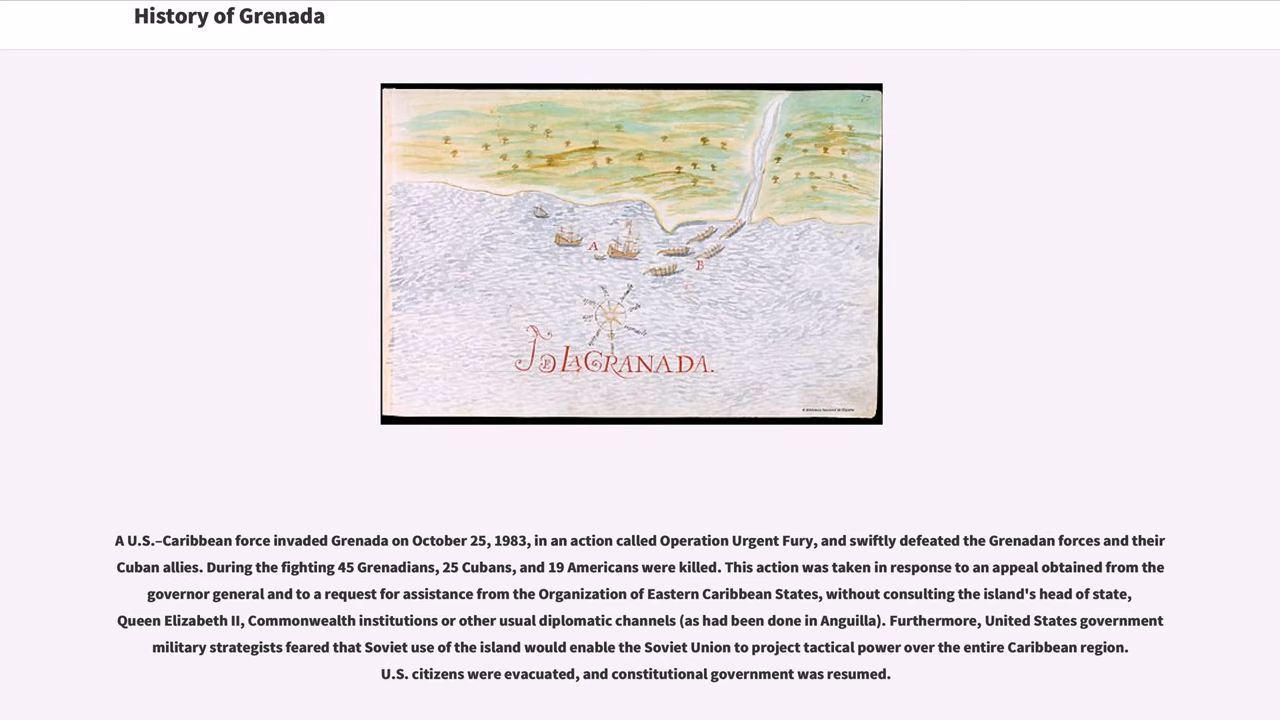 History of Grenada
A
B
I DE LA GRANADA.
A U.S.–Caribbean force invaded Grenada on October 25, 1983, in an action called Operation Urgent Fury, and swiftly defeated the Grenadan forces and their
Cuban allies. During the fighting 45 Grenadians, 25 Cubans, and 19 Americans were killed. This action was taken in response to an appeal obtained from the
governor general and to a request for assistance from the Organization of Eastern Caribbean States, without consulting the island's head of state,
Queen Elizabeth II, Commonwealth institutions or other usual diplomatic channels (as had been done in Anguilla). Furthermore, United States government
military strategists feared that Soviet use of the island would enable the Soviet Union to project tactical power over the entire Caribbean region.
U.S. citizens were evacuated, and constitutional government was resumed.